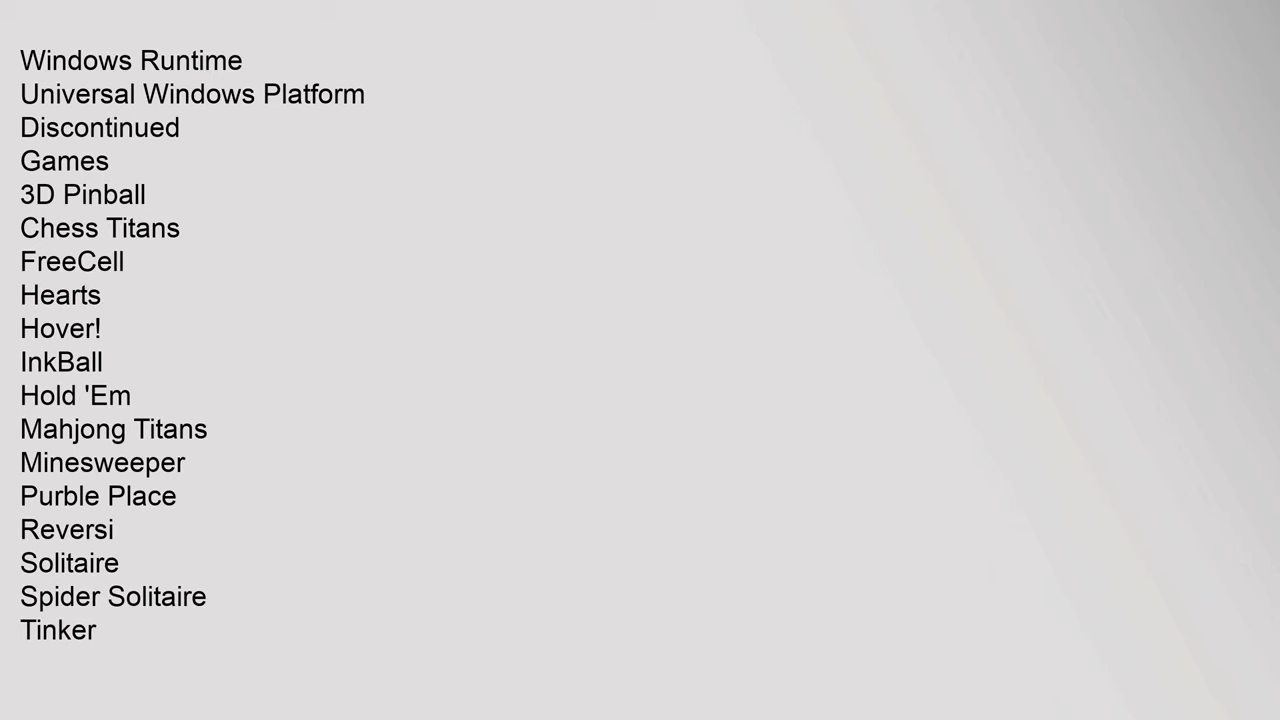 Windows Runtime
Universal Windows Platform
Discontinued
Games
3D Pinball
Chess Titans
FreeCell
Hearts
Hover!
InkBall
Hold 'Em
Mahjong Titans
Minesweeper
Purble Place
Reversi
Solitaire
Spider Solitaire
Tinker